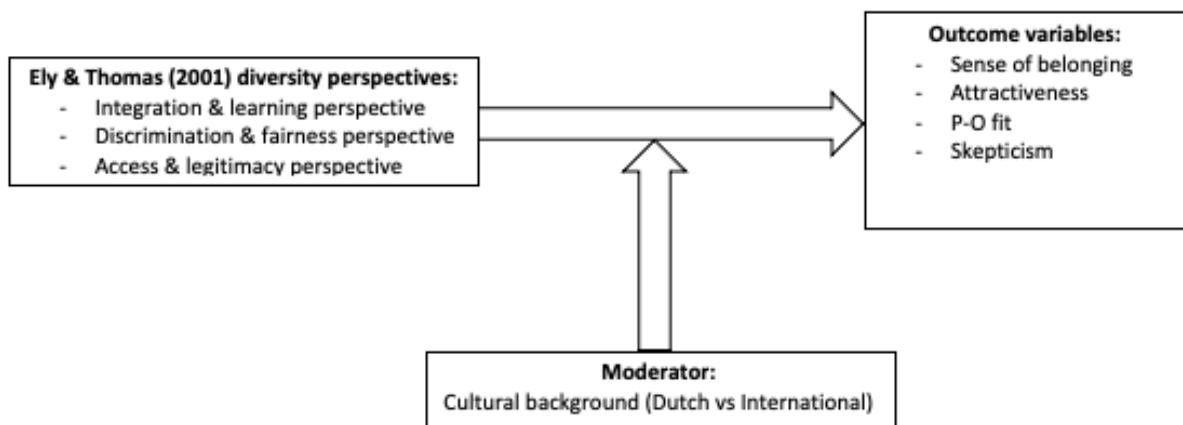 Ely & Thomas (2001) diversity perspectives:
- Integration & learning perspective
- Discrimination & fairness perspective
- Access & legitimacy perspective
Outcome variables:
- Sense of belonging
- Attractiveness
- P-O fit
- Skepticism
Moderator:
Cultural background (Dutch vs International)